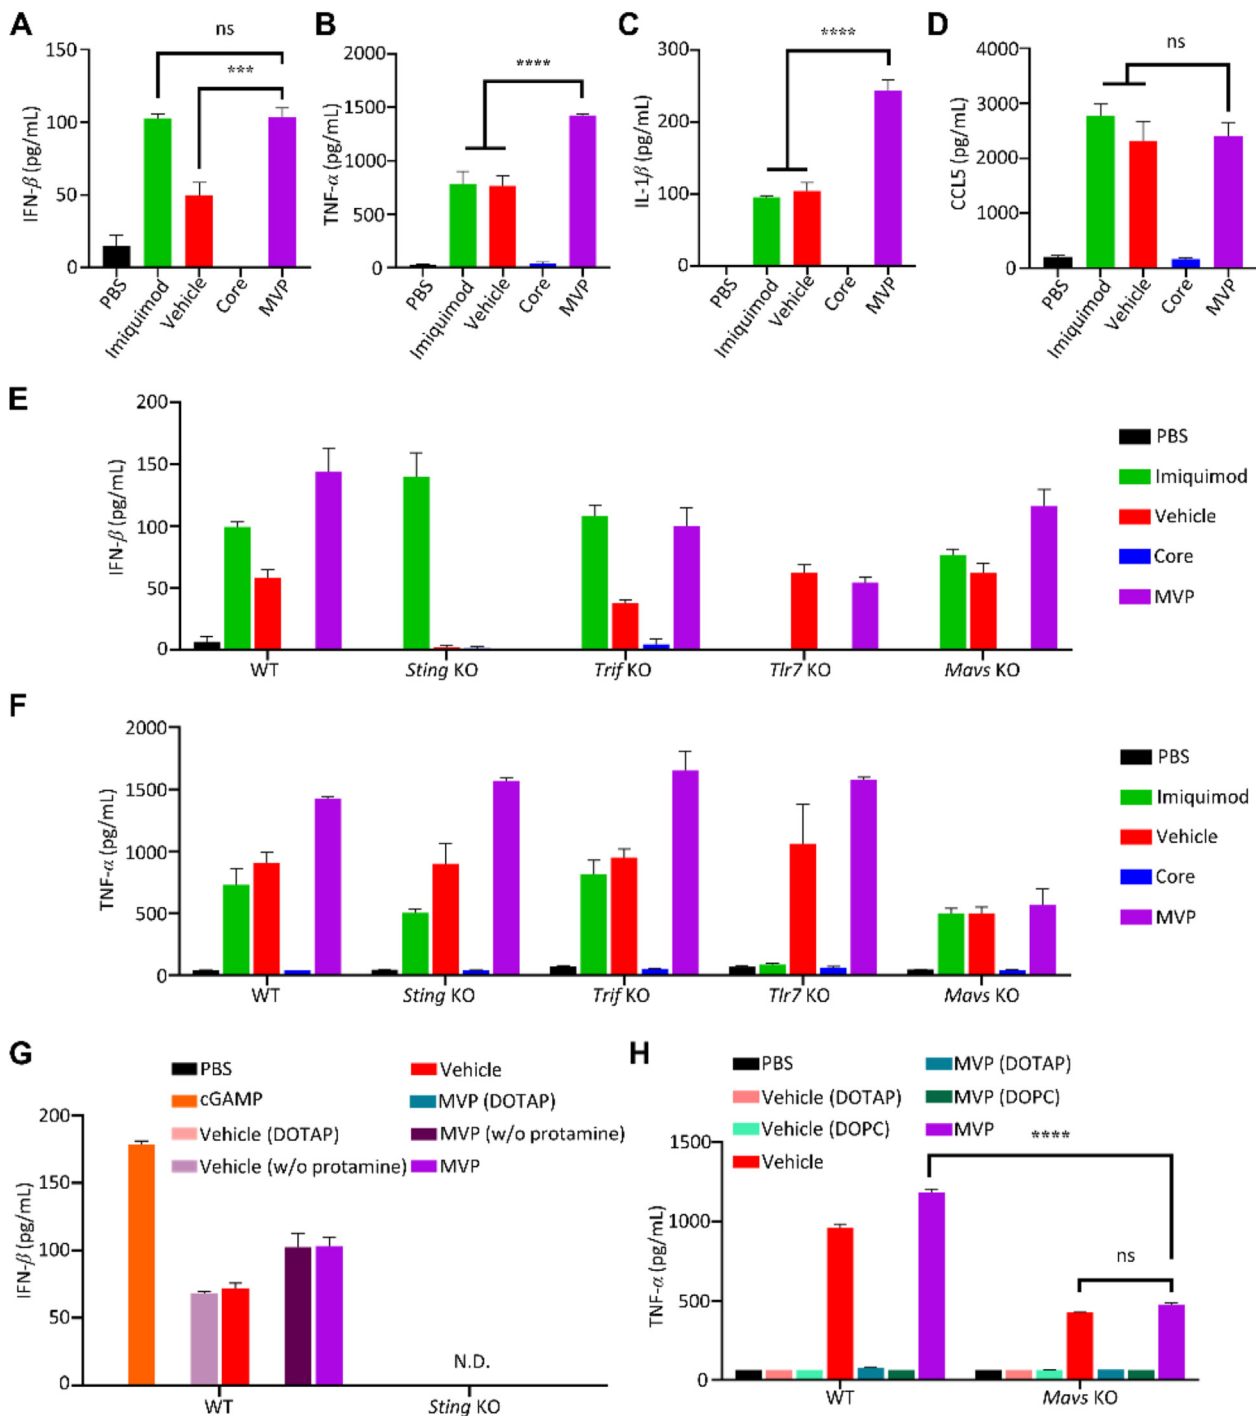 A
IFN-β (pg/mL)
150
100
50
0
ns
***
PBS
Imiquimod
Vehicle
Core
MVP
B
TNF-α (pg/mL)
2000
1500
1000
500
0
****
PBS
Imiquimod
Vehicle
Core
MVP
C
IL-1β (pg/mL)
300
200
100
0
****
PBS
Imiquimod
Vehicle
Core
MVP
D
CCL5 (pg/mL)
4000
3000
2000
1000
0
ns
PBS
Imiquimod
Vehicle
Core
MVP
E
IFN-β (pg/mL)
200
150
100
50
0
WT
Sting KO
Trif KO
Tlr7 KO
Mavs KO
PBS
Imiquimod
Vehicle
Core
MVP
F
TNF-α (pg/mL)
2000
1500
1000
500
0
WT
Sting KO
Trif KO
Tlr7 KO
Mavs KO
PBS
Imiquimod
Vehicle
Core
MVP
G
PBS
cGAMP
Vehicle (DOTAP)
Vehicle (w/o protamine)
Vehicle
MVP (DOTAP)
MVP (w/o protamine)
MVP
IFN-β (pg/mL)
200
150
100
50
0
N.D.
WT
Sting KO
H
PBS
Vehicle (DOTAP)
Vehicle (DOPC)
Vehicle
MVP (DOTAP)
MVP (DOPC)
MVP
TNF-α (pg/mL)
1500
1000
500
0
****
ns
WT
Mavs KO